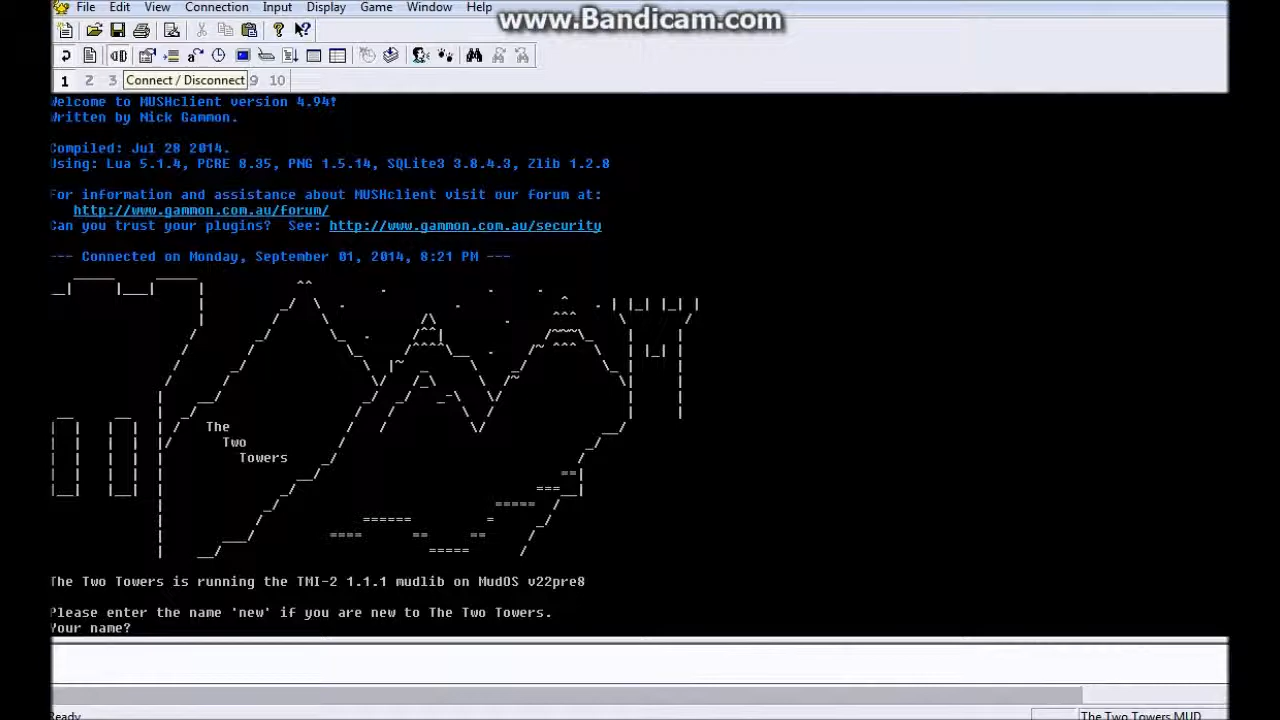 File Edit View Connection Input Display Game Window Help
www.Bandicam.com
1 2 3 Connect / Disconnect 9 10
Welcome to MUSHclient version 4.94!
Written by Nick Gammon.
Compiled: Jul 28 2014.
Using: Lua 5.1.4, PCRE 8.35, PNG 1.5.14, SQLite3 3.8.4.3, Zlib 1.2.8
For information and assistance about MUSHclient visit our forum at:
http://www.gammon.com.au/forum/
Can you trust your plugins? See: http://www.gammon.com.au/security
--- Connected on Monday, September 01, 2014, 8:21 PM ---
The
Two
Towers
The Two Towers is running the TMI-2 1.1.1 mudlib on MudOS v22pre8
Please enter the name 'new' if you are new to The Two Towers.
Your name?
Ready The Two Towers MUD